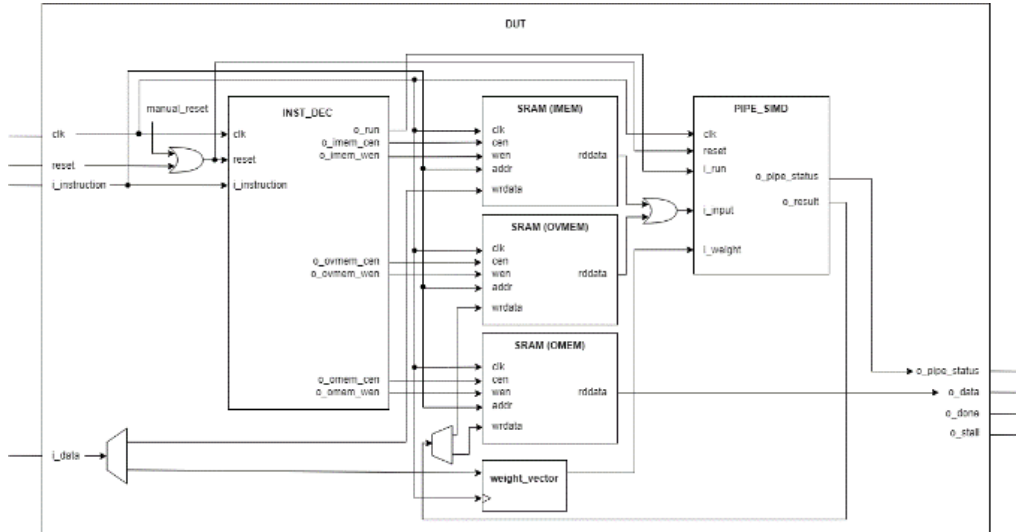 DUT
manual_reset
clk
reset
i_instruction
i_data
INST_DEC
clk
reset
i_instruction
o_run
o_imem_cen
o_imem_wen
o_ovmem_cen
o_ovmem_wen
o_omem_cen
o_omem_wen
SRAM (IMEM)
clk
cen
wen
addr
wrdata
rddata
SRAM (OVMEM)
clk
cen
wen
addr
wrdata
rddata
SRAM (OMEM)
clk
cen
wen
addr
wrdata
rddata
weight_vector
PIPE_SIMD
clk
reset
i_run
i_input
i_weight
o_pipe_status
o_result
o_pipe_status
o_data
o_done
o_stall